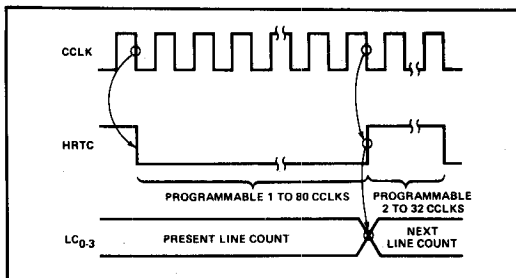 CCLK
HRTC
PROGRAMMABLE 1 TO 80 CCLKS
PROGRAMMABLE
2 TO 32 CCLKS
LC0-3
PRESENT LINE COUNT
NEXT
LINE COUNT